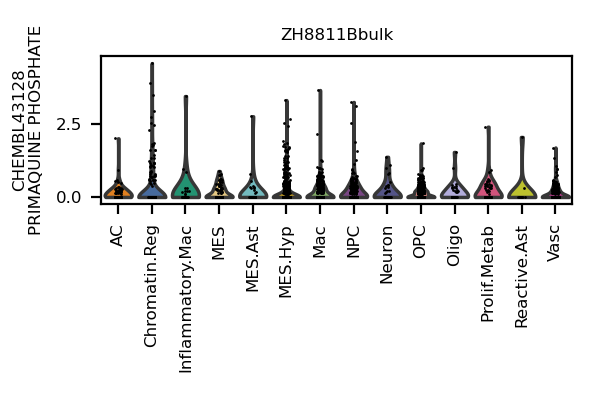 ZH8811Bbulk
CHEMBL43128
PRIMAQUINE PHOSPHATE
2.5
0.0
AC
Chromatin.Reg
Inflammatory.Mac
MES
MES.Ast
MES.Hyp
Mac
NPC
Neuron
OPC
Oligo
Prolif.Metab
Reactive.Ast
Vasc